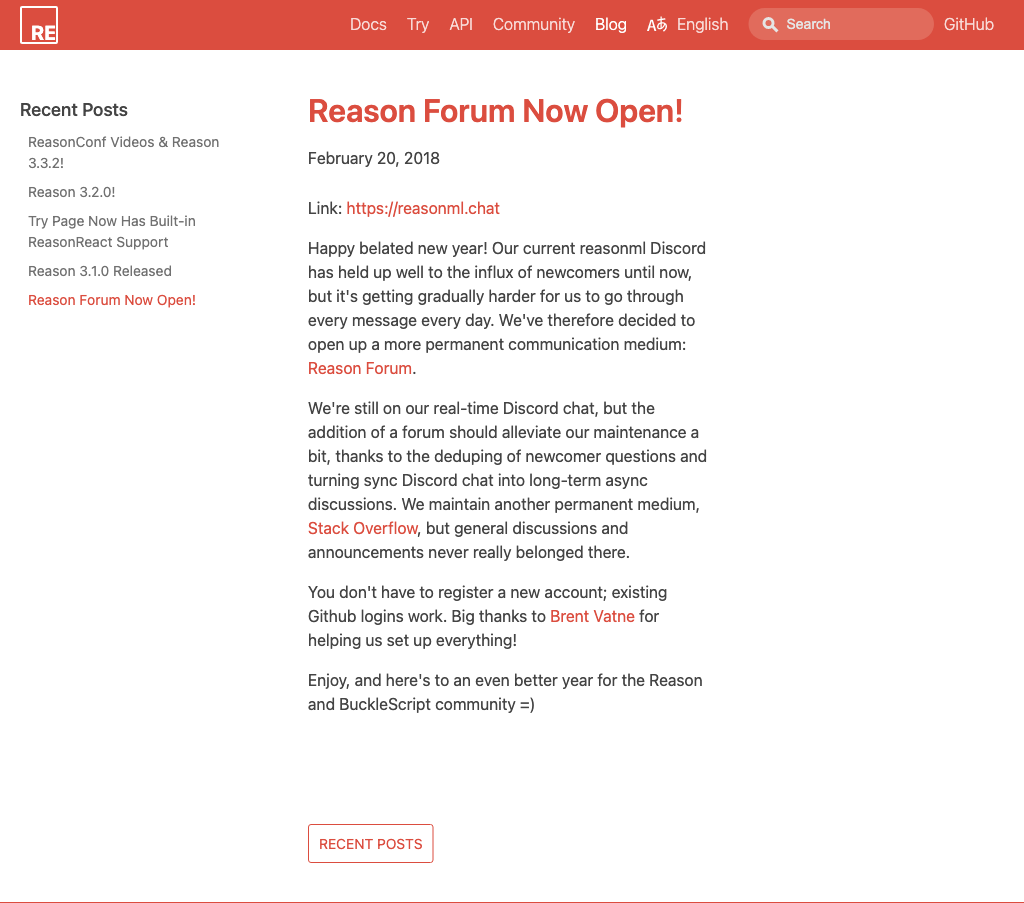 RE
Docs Try API Community Blog Aあ English Search GitHub
Recent Posts
ReasonConf Videos & Reason
3.3.2!
Reason 3.2.0!
Try Page Now Has Built-in
ReasonReact Support
Reason 3.1.0 Released
Reason Forum Now Open!
Reason Forum Now Open!
February 20, 2018
Link: https://reasonml.chat
Happy belated new year! Our current reasonml Discord
has held up well to the influx of newcomers until now,
but it's getting gradually harder for us to go through
every message every day. We've therefore decided to
open up a more permanent communication medium:
Reason Forum.
We're still on our real-time Discord chat, but the
addition of a forum should alleviate our maintenance a
bit, thanks to the deduping of newcomer questions and
turning sync Discord chat into long-term async
discussions. We maintain another permanent medium,
Stack Overflow, but general discussions and
announcements never really belonged there.
You don't have to register a new account; existing
Github logins work. Big thanks to Brent Vatne for
helping us set up everything!
Enjoy, and here's to an even better year for the Reason
and BuckleScript community =)
RECENT POSTS